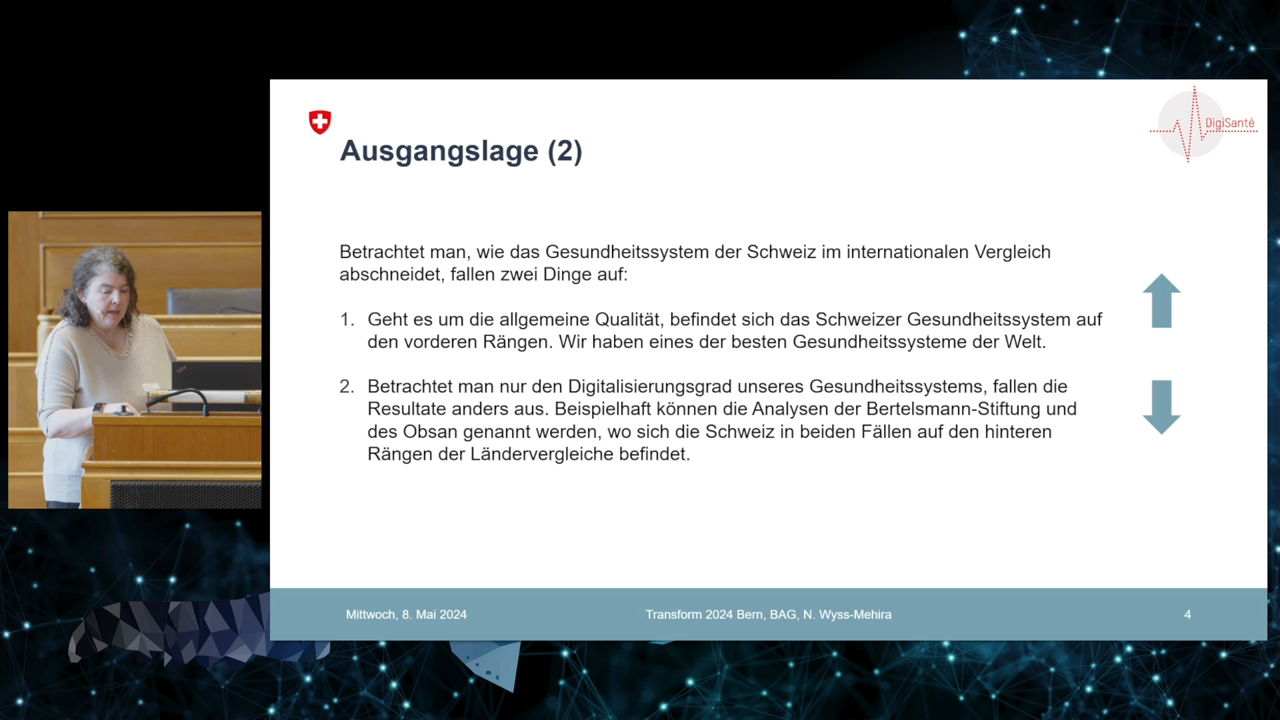 DigiSanté
Ausgangslage (2)
Betrachtet man, wie das Gesundheitssystem der Schweiz im internationalen Vergleich
abschneidet, fallen zwei Dinge auf:
1. Geht es um die allgemeine Qualität, befindet sich das Schweizer Gesundheitssystem auf
den vorderen Rängen. Wir haben eines der besten Gesundheitssysteme der Welt.
2. Betrachtet man nur den Digitalisierungsgrad unseres Gesundheitssystems, fallen die
Resultate anders aus. Beispielhaft können die Analysen der Bertelsmann-Stiftung und
des Obsan genannt werden, wo sich die Schweiz in beiden Fällen auf den hinteren
Rängen der Ländervergleiche befindet.
Mittwoch, 8. Mai 2024
Transform 2024 Bern, BAG, N. Wyss-Mehira
4